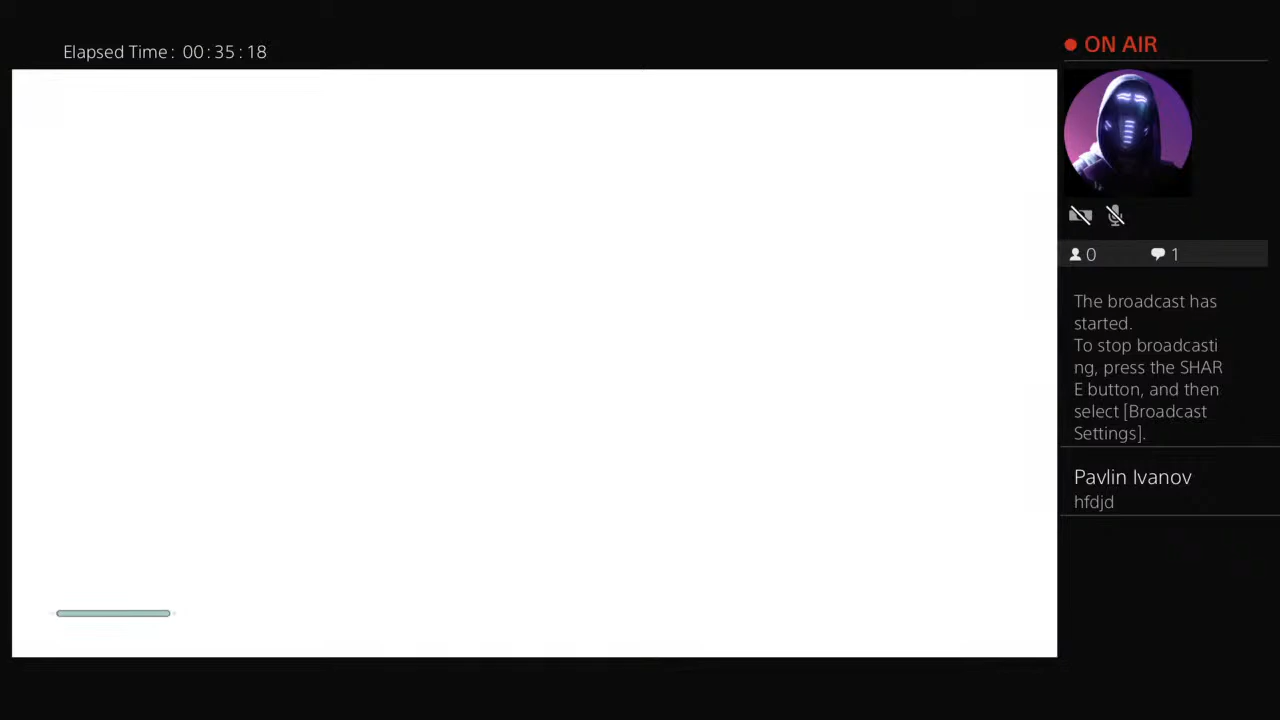 Elapsed Time: 00:35:18
ON AIR
0 1
The broadcast has
started.
To stop broadcasti
ng, press the SHAR
E button, and then
select [Broadcast
Settings].
Pavlin Ivanov
hfdjd